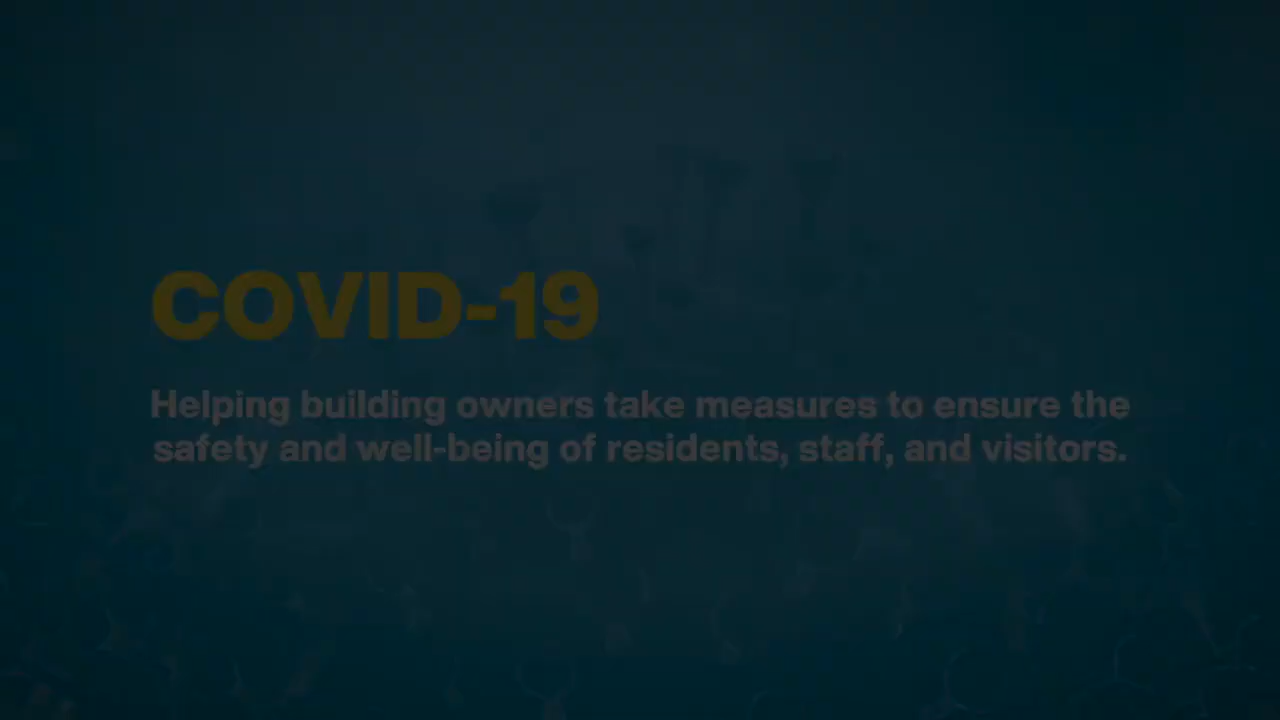 COVID-19
Helping building owners take measures to ensure the
safety and well-being of residents, staff, and visitors.